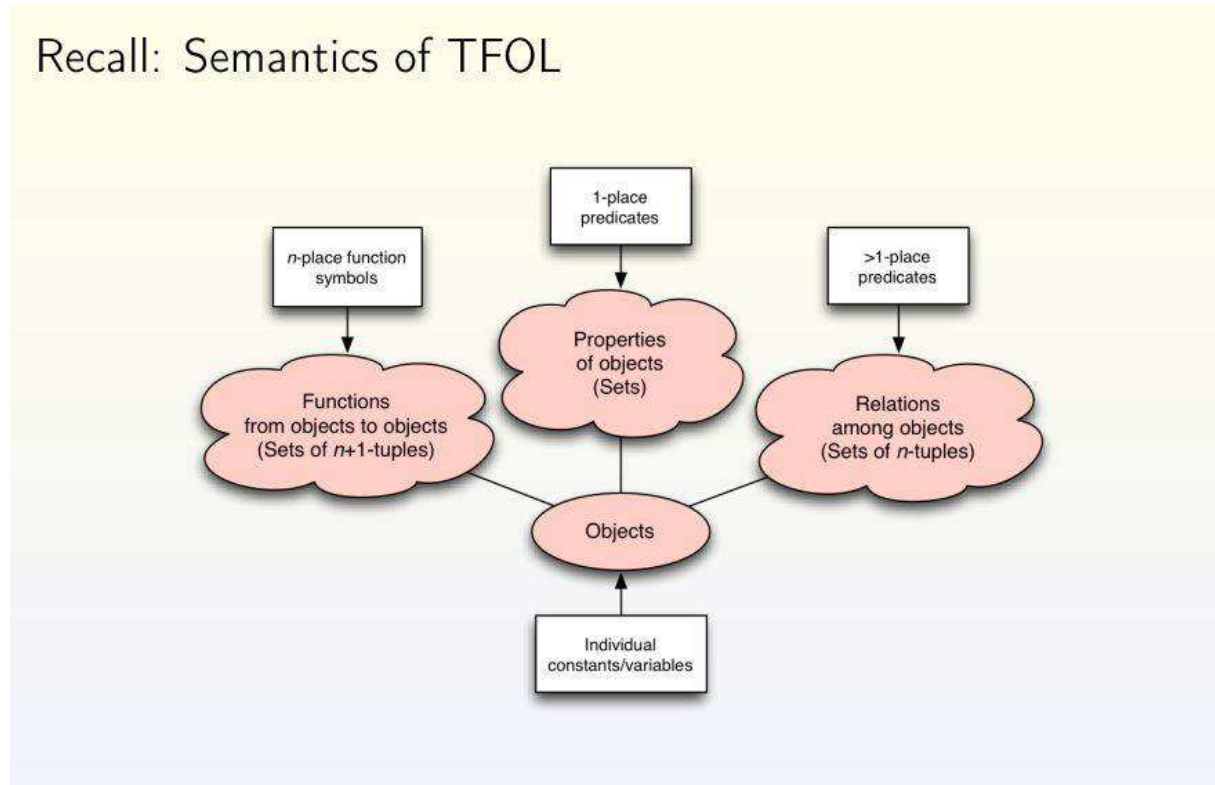 Recall: Semantics of TFOL
1-place
predicates
n-place function
symbols
>1-place
predicates
Properties
of objects
(Sets)
Functions
from objects to objects
(Sets of n+1-tuples)
Relations
among objects
(Sets of n-tuples)
Objects
Individual
constants/variables